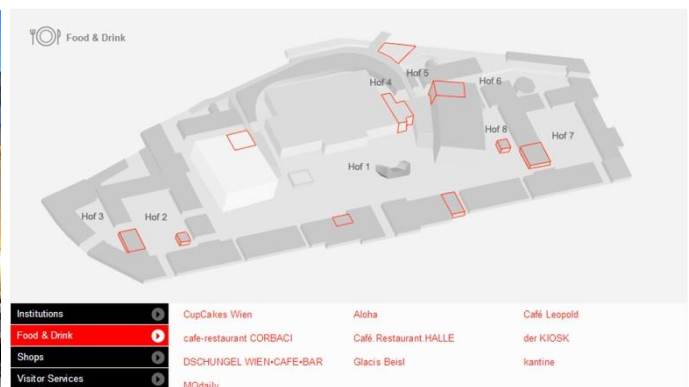 Food & Drink
Hof 5
Hof 4
Hof 6
Hof 8
Hof 7
Hof 1
Hof 3
Hof 2
Institutions
Food & Drink
Shops
Visitor Services
CupCakes Wien
Aloha
Café Leopold
cafe-restaurant CORBACI
Café.Restaurant.HALLE
der KIOSK
DSCHUNGEL WIEN•CAFE•BAR
Glacis Beisl
kantine
MQdaily